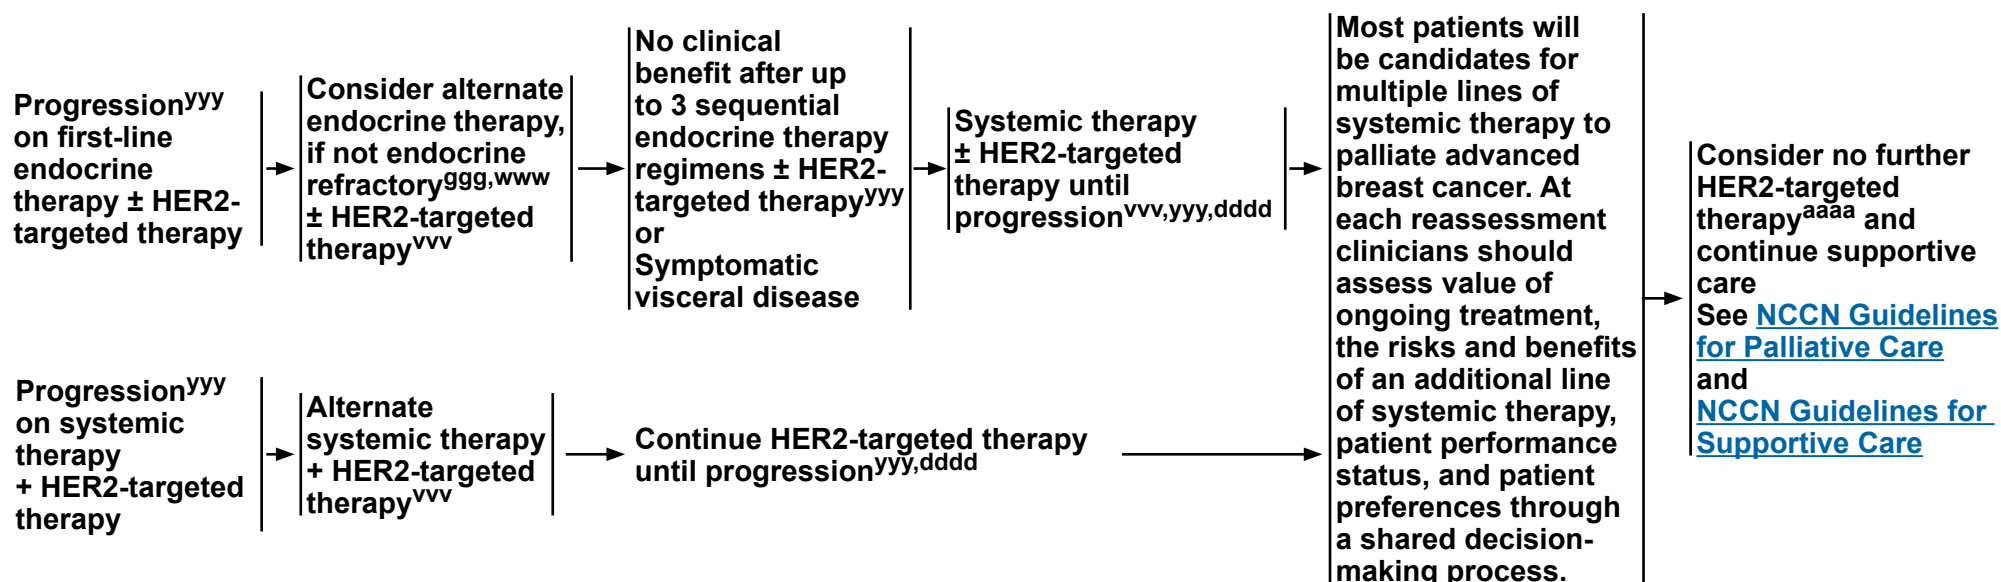 Progressionyyy
on first-line
endocrine
therapy ± HER2-
targeted therapy
Consider alternate
endocrine therapy,
if not endocrine
refractoryggg,www
± HER2-targeted
therapyvvv
No clinical
benefit after up
to 3 sequential
endocrine therapy
regimens ± HER2-
targeted therapyyyy
or
Symptomatic
visceral disease
Systemic therapy
± HER2-targeted
therapy until
progressionvvv,yyy,dddd
Progressionyyy
on systemic
therapy
+ HER2-targeted
therapy
Alternate
systemic therapy
+ HER2-targeted
therapyvvv
Continue HER2-targeted therapy
until progressionyyy,dddd
Most patients will
be candidates for
multiple lines of
systemic therapy to
palliate advanced
breast cancer. At
each reassessment
clinicians should
assess value of
ongoing treatment,
the risks and benefits
of an additional line
of systemic therapy,
patient performance
status, and patient
preferences through
a shared decision-
making process.
Consider no further
HER2-targeted
therapyaaaa and
continue supportive
care
See NCCN Guidelines
for Palliative Care
and
NCCN Guidelines for
Supportive Care